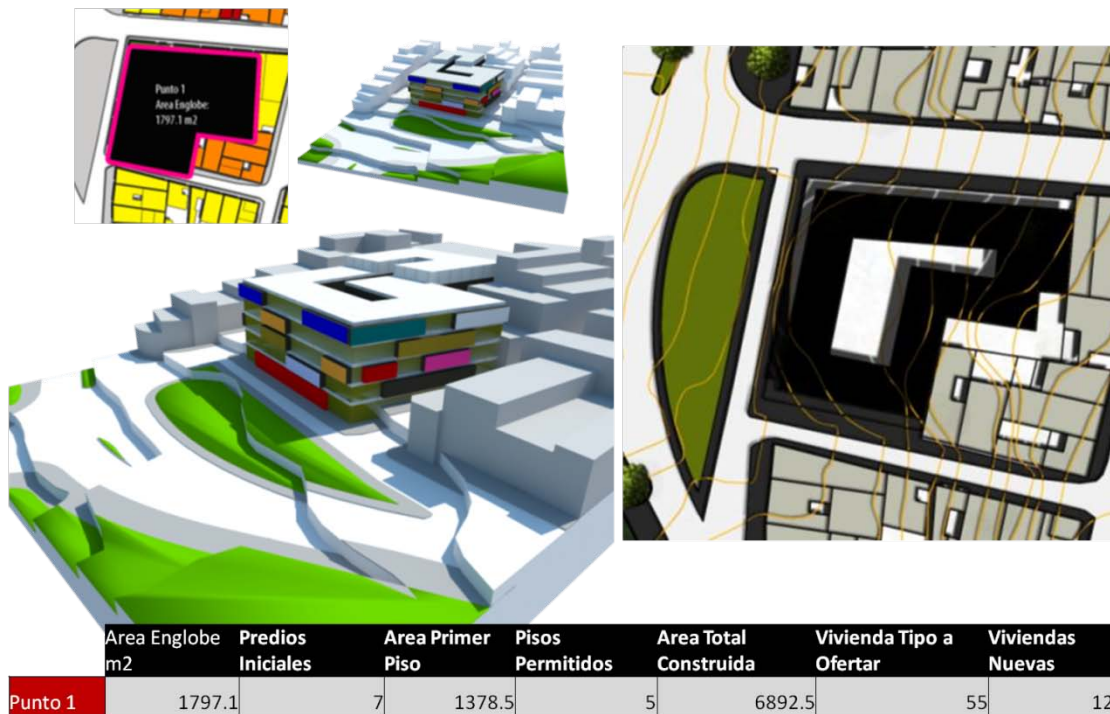 Punto 1
Area Englobe:
1797.1 m2
Area Englobe m2 Predios Iniciales Area Primer Piso Pisos Permitidos Area Total Construida Vivienda Tipo a Ofertar Viviendas Nuevas
Punto 1 1797.1 7 1378.5 5 6892.5 55